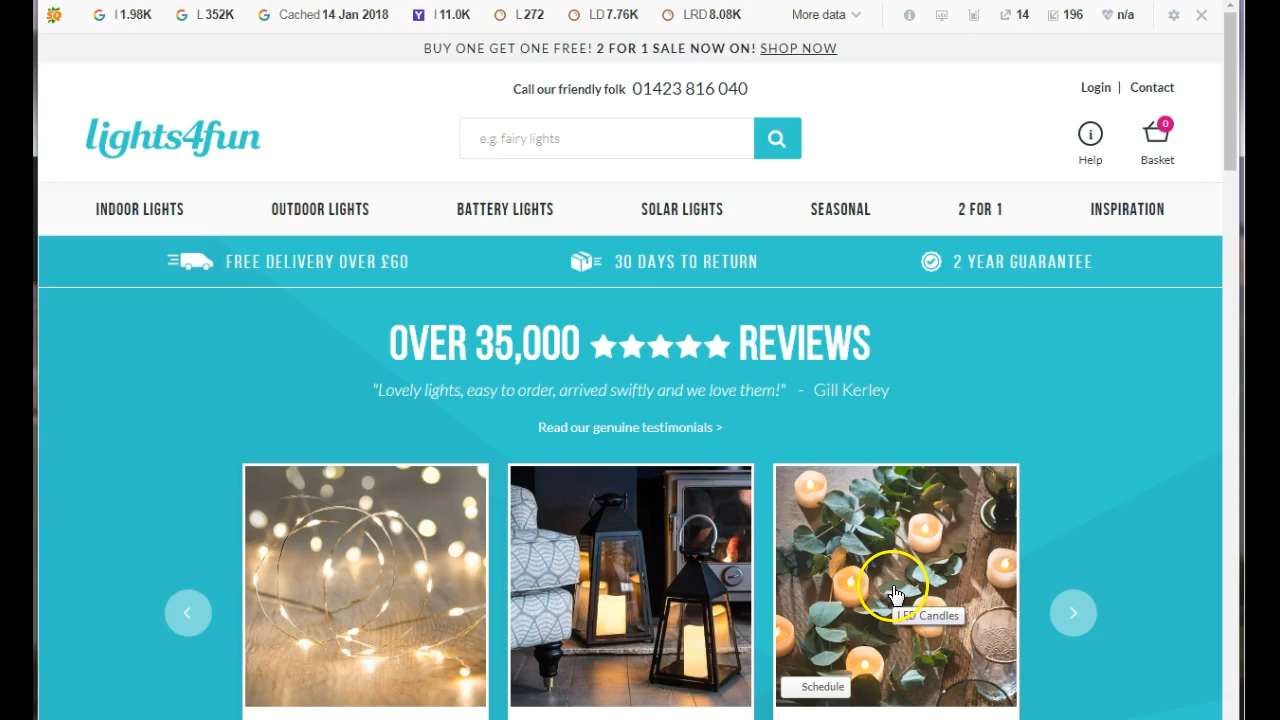 SQ I 1.98K L 352K Cached 14 Jan 2018 I 11.0K L 272 LD 7.76K LRD 8.08K More data 14 196 n/a
BUY ONE GET ONE FREE! 2 FOR 1 SALE NOW ON! SHOP NOW
Call our friendly folk 01423 816 040
Login | Contact
lights4fun
e.g. fairy lights
0
Help
Basket
INDOOR LIGHTS OUTDOOR LIGHTS BATTERY LIGHTS SOLAR LIGHTS SEASONAL 2 FOR 1 INSPIRATION
FREE DELIVERY OVER £60 30 DAYS TO RETURN 2 YEAR GUARANTEE
OVER 35,000 ★★★★★ REVIEWS
"Lovely lights, easy to order, arrived swiftly and we love them!" - Gill Kerley
Read our genuine testimonials >
LED Candles
Schedule